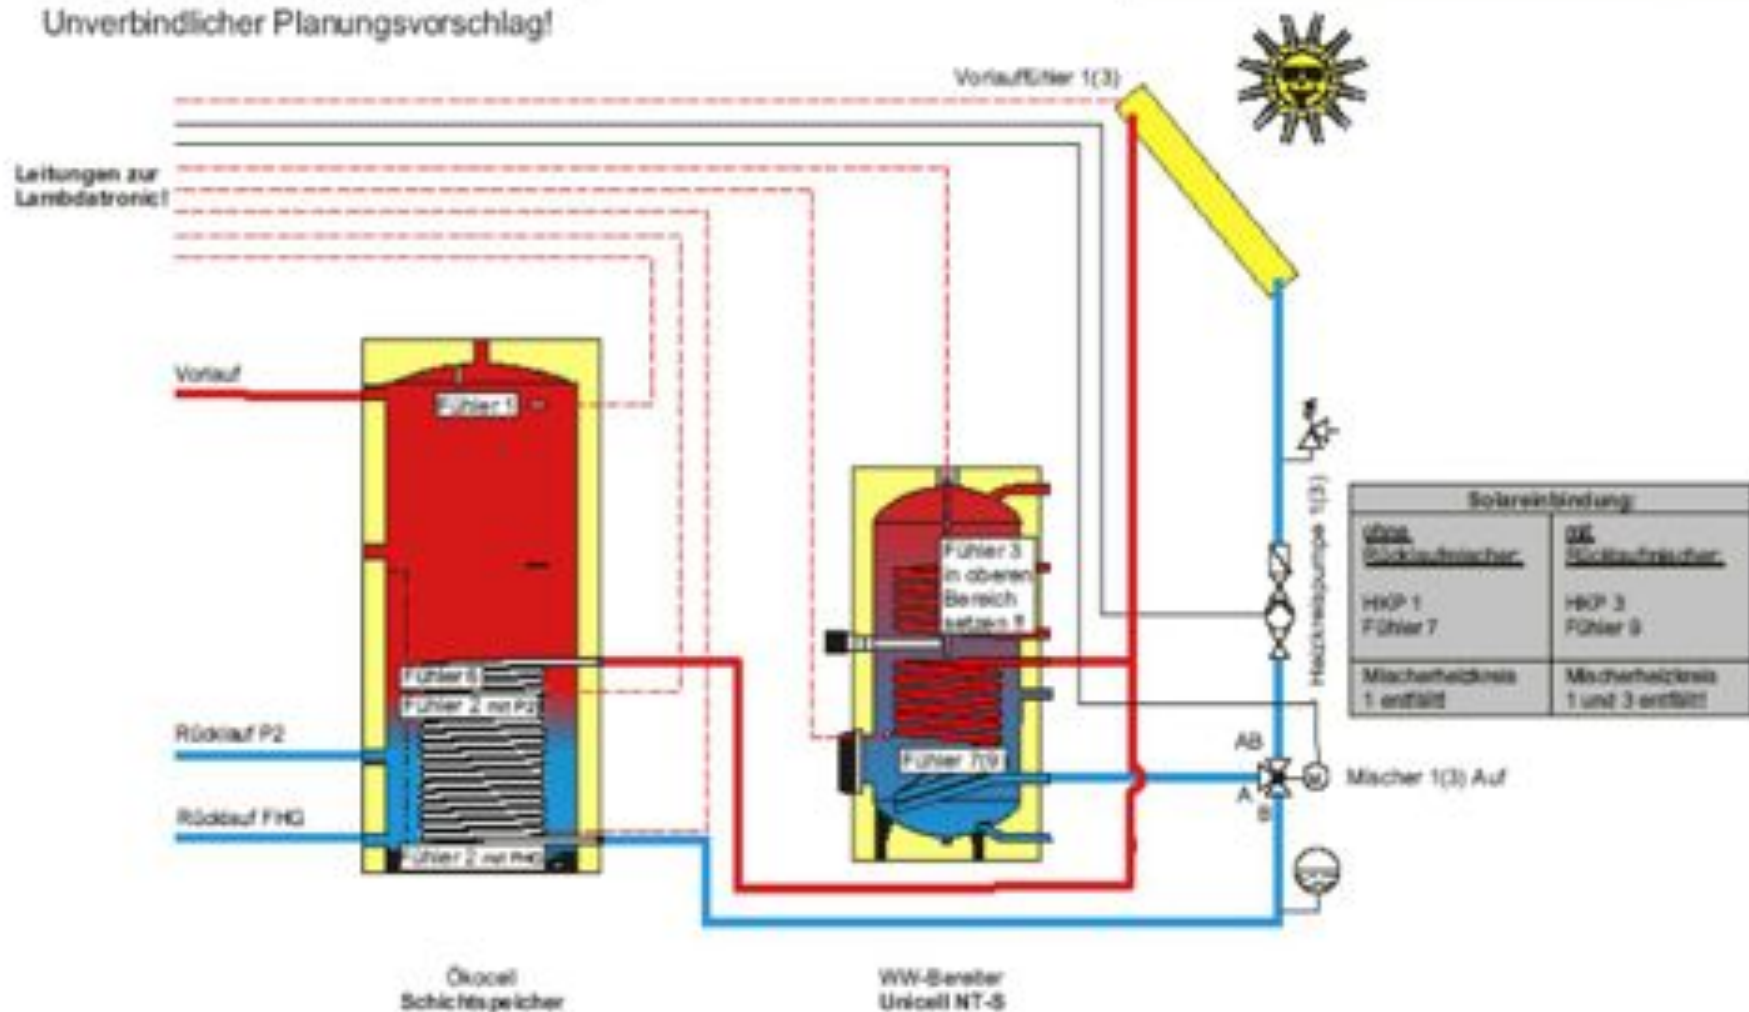 Unverbindlicher Planungsvorschlag!
Vorlauffühler 1(3)
Leitungen zur
Lambdatronic!
Vorlauf
Fühler 1
Fühler 3
in oberen
Bereich
setzen !!
Heizkreispumpe 1(3)
Solareinbindung:
ohne Rücklaufmischer:
mit Rücklaufmischer:
HKP 1
Fühler 7
HKP 3
Fühler 9
Mischerheizkreis
1 entfällt!
Mischerheizkreis
1 und 3 entfällt!
Fühler 6
Fühler 2 mit P2
Rücklauf P2
Fühler 7/9
AB
A
B
M
Mischer 1(3) Auf
Rücklauf FHG
Fühler 2 mit FHG
Ökocell
Schichtspeicher
WW-Bereiter
Unicell NT-S